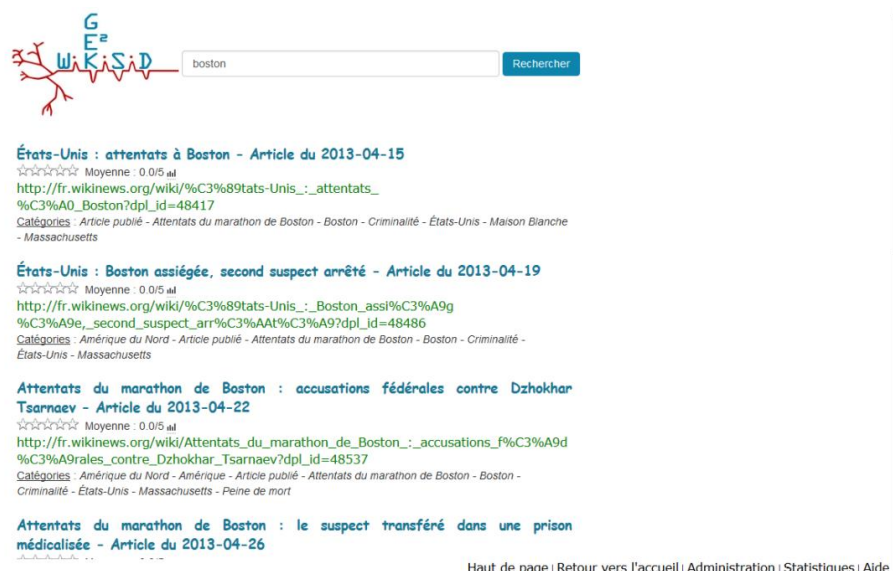 GE²
WiKiSiD
boston
Rechercher
États-Unis : attentats à Boston - Article du 2013-04-15
Moyenne : 0.0/5
http://fr.wikinews.org/wiki/%C3%89tats-Unis_:_attentats_
%C3%A0_Boston?dpl_id=48417
Catégories : Article publié - Attentats du marathon de Boston - Boston - Criminalité - États-Unis - Maison Blanche
- Massachusetts
États-Unis : Boston assiégée, second suspect arrêté - Article du 2013-04-19
Moyenne : 0.0/5
http://fr.wikinews.org/wiki/%C3%89tats-Unis_:_Boston_assi%C3%A9g
%C3%A9e,_second_suspect_arr%C3%AAt%C3%A9?dpl_id=48486
Catégories : Amérique du Nord - Article publié - Attentats du marathon de Boston - Boston - Criminalité -
États-Unis - Massachusetts
Attentats du marathon de Boston : accusations fédérales contre Dzhokhar
Tsarnaev - Article du 2013-04-22
Moyenne : 0.0/5
http://fr.wikinews.org/wiki/Attentats_du_marathon_de_Boston_:_accusations_f%C3%A9d
%C3%A9rales_contre_Dzhokhar_Tsarnaev?dpl_id=48537
Catégories : Amérique du Nord - Amérique - Article publié - Attentats du marathon de Boston - Boston -
Criminalité - États-Unis - Massachusetts - Peine de mort
Attentats du marathon de Boston : le suspect transféré dans une prison
médicalisée - Article du 2013-04-26
Haut de page | Retour vers l'accueil | Administration | Statistiques | Aide